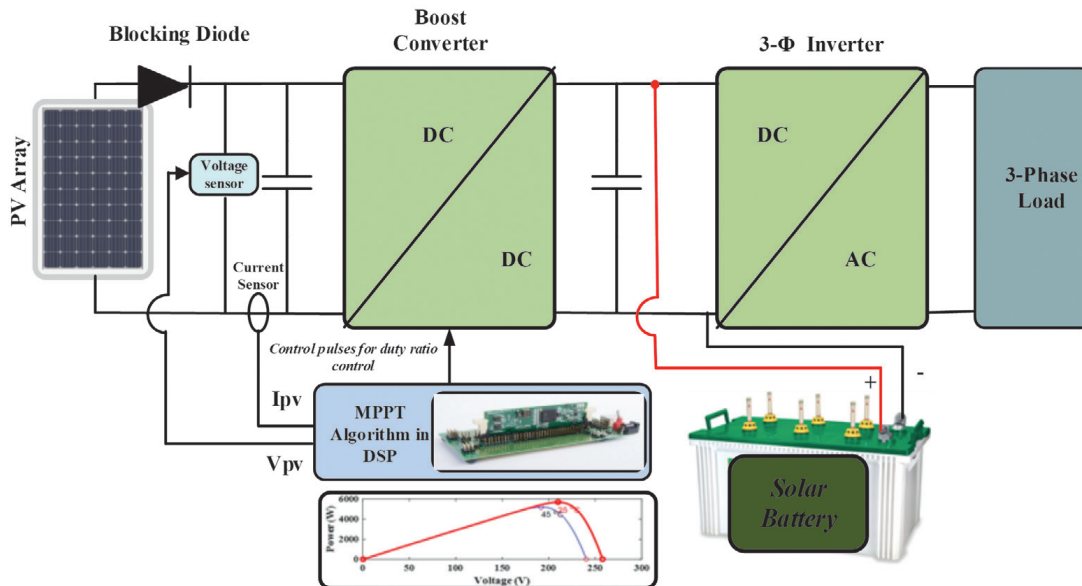 Blocking Diode
Boost
Converter
3-Φ Inverter
PV Array
Voltage
sensor
DC
DC
DC
AC
3-Phase
Load
Current
Sensor
Control pulses for duty ratio
control
Ipv
Vpv
MPPT
Algorithm in
DSP
+
-
Solar
Battery
Power (W)
6000
4000
2000
0
45 °C
25 °C
0
50
100
150
200
250
300
Voltage (V)